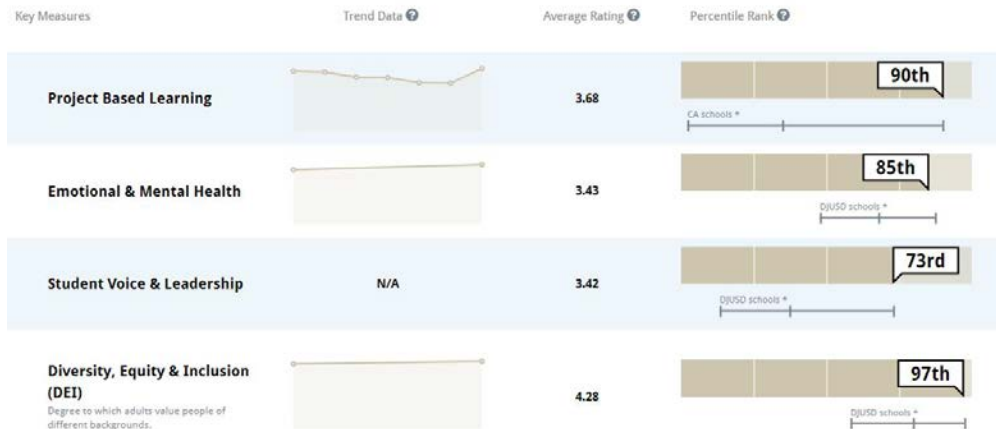 Key Measures
Trend Data ?
Average Rating ?
Percentile Rank ?
Project Based Learning
3.68
90th
CA schools *
Emotional & Mental Health
3.43
85th
DJUSD schools *
Student Voice & Leadership
N/A
3.42
73rd
DJUSD schools *
Diversity, Equity & Inclusion
(DEI)
Degree to which adults value people of
different backgrounds.
4.28
97th
DJUSD schools *